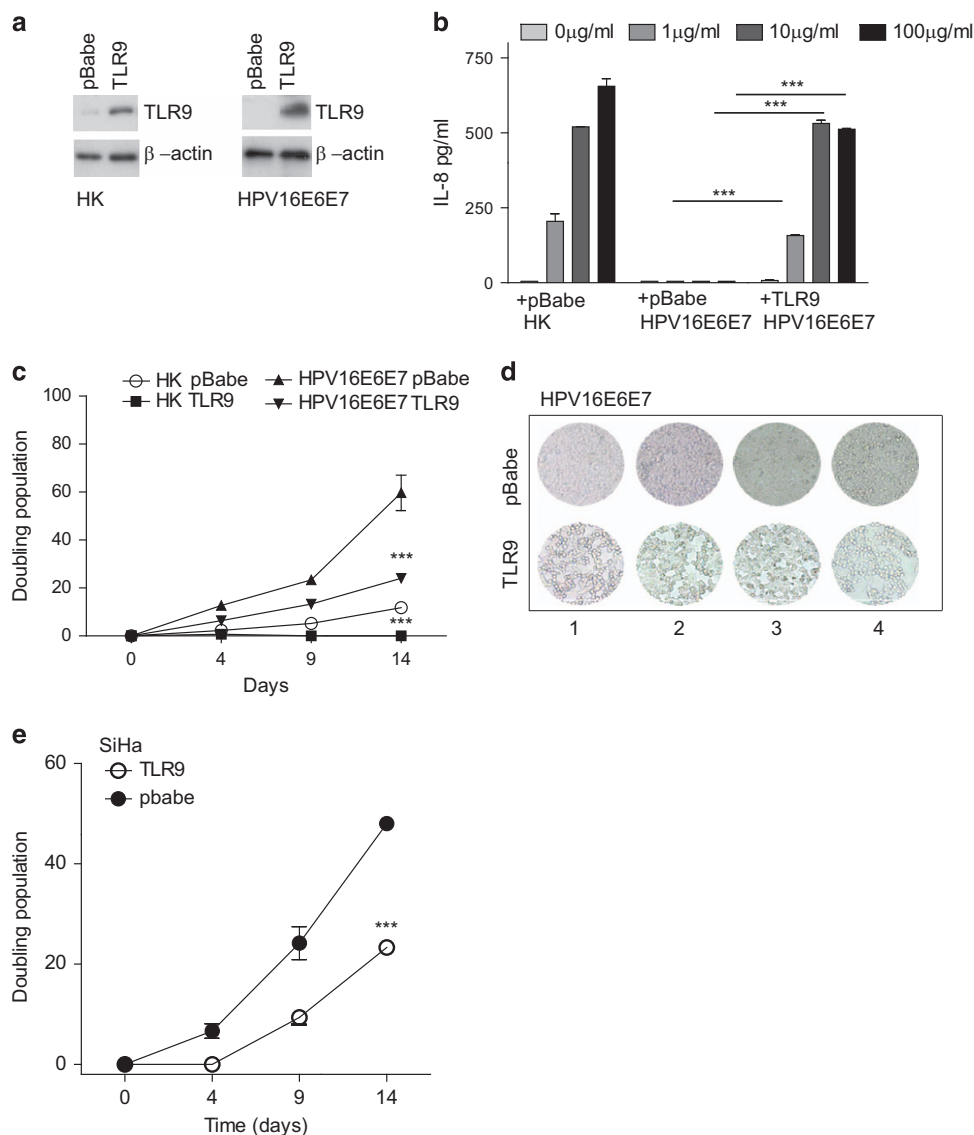 a
pBabe
TLR9
TLR9
β –actin
HK
pBabe
TLR9
TLR9
β –actin
HPV16E6E7
b
0μg/ml 1μg/ml 10μg/ml 100μg/ml
IL-8 pg/ml
750
500
250
0
***
***
***
+pBabe
HK
+pBabe
HPV16E6E7
+TLR9
HPV16E6E7
c
HK pBabe HPV16E6E7 pBabe
HK TLR9 HPV16E6E7 TLR9
Doubling population
100
80
60
40
20
0
***
***
0 4 9 14
Days
d
HPV16E6E7
pBabe
TLR9
1 2 3 4
e
SiHa
TLR9
pbabe
Doubling population
60
40
20
0
***
0 4 9 14
Time (days)